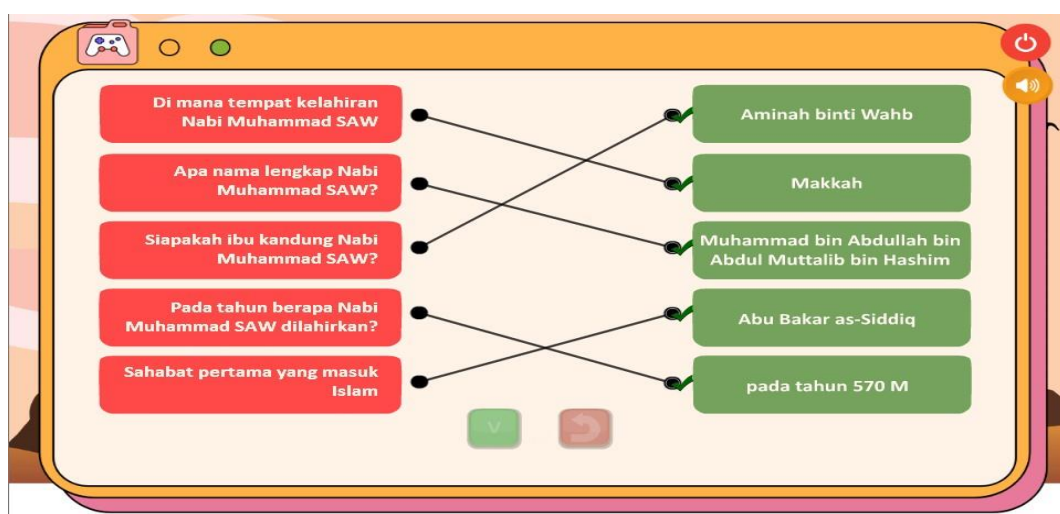 Di mana tempat kelahiran
Nabi Muhammad SAW
Apa nama lengkap Nabi
Muhammad SAW?
Siapakah ibu kandung Nabi
Muhammad SAW?
Pada tahun berapa Nabi
Muhammad SAW dilahirkan?
Sahabat pertama yang masuk
Islam
Aminah binti Wahb
Makkah
Muhammad bin Abdullah bin
Abdul Muttalib bin Hashim
Abu Bakar as-Siddiq
pada tahun 570 M
V